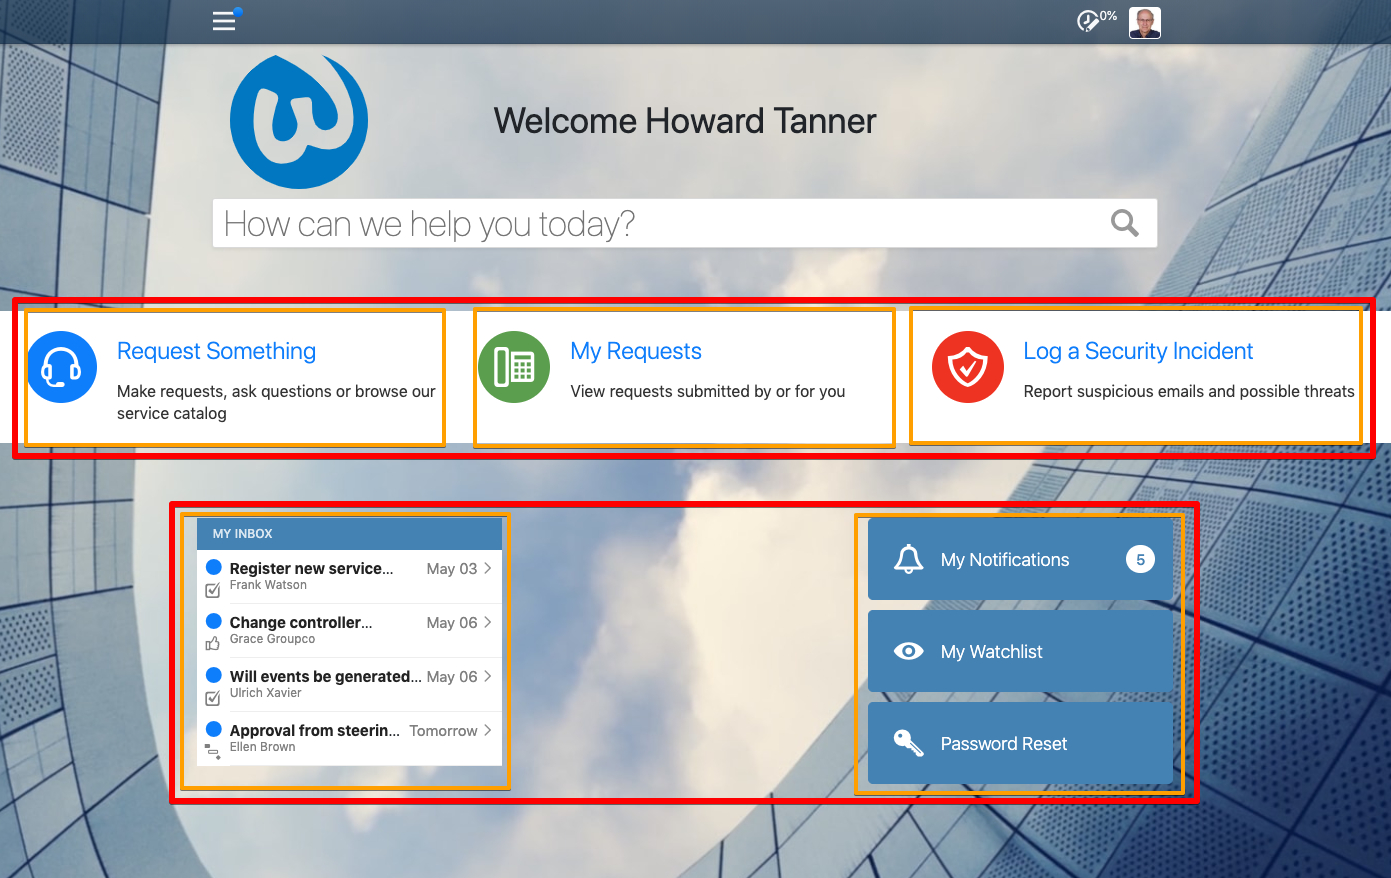 0%
Welcome Howard Tanner
How can we help you today?
Request Something
Make requests, ask questions or browse our
service catalog
My Requests
View requests submitted by or for you
Log a Security Incident
Report suspicious emails and possible threats
MY INBOX
Register new service... May 03
Frank Watson
Change controller... May 06
Grace Groupco
Will events be generated... May 06
Ulrich Xavier
Approval from steerin... Tomorrow
Ellen Brown
My Notifications 5
My Watchlist
Password Reset